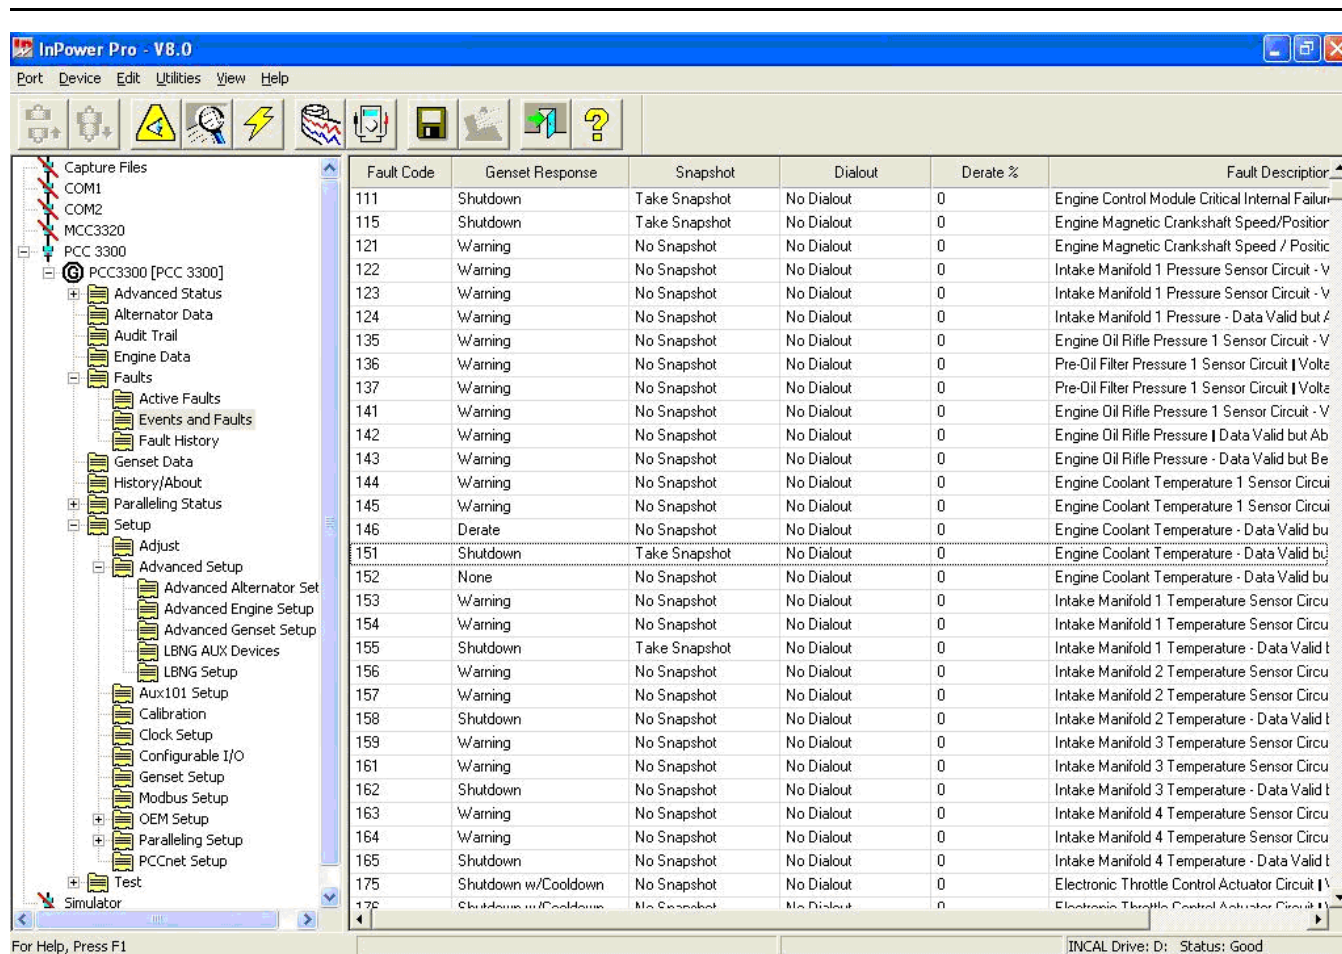 InPower Pro - V8.0
Port Device Edit Utilities View Help
Capture Files
COM1
COM2
MCC3320
PCC 3300
PCC3300 [PCC 3300]
Advanced Status
Alternator Data
Audit Trail
Engine Data
Faults
Active Faults
Events and Faults
Fault History
Genset Data
History/About
Paralleling Status
Setup
Adjust
Advanced Setup
Advanced Alternator Set
Advanced Engine Setup
Advanced Genset Setup
LBNG AUX Devices
LBNG Setup
Aux101 Setup
Calibration
Clock Setup
Configurable I/O
Genset Setup
Modbus Setup
OEM Setup
Paralleling Setup
PCCnet Setup
Test
Simulator
Fault Code Genset Response Snapshot Dialout Derate % Fault Description
111 Shutdown Take Snapshot No Dialout 0 Engine Control Module Critical Internal Failur
115 Shutdown Take Snapshot No Dialout 0 Engine Magnetic Crankshaft Speed/Position
121 Warning No Snapshot No Dialout 0 Engine Magnetic Crankshaft Speed / Positic
122 Warning No Snapshot No Dialout 0 Intake Manifold 1 Pressure Sensor Circuit - V
123 Warning No Snapshot No Dialout 0 Intake Manifold 1 Pressure Sensor Circuit - V
124 Warning No Snapshot No Dialout 0 Intake Manifold 1 Pressure - Data Valid but A
135 Warning No Snapshot No Dialout 0 Engine Oil Rifle Pressure 1 Sensor Circuit - V
136 Warning No Snapshot No Dialout 0 Pre-Oil Filter Pressure 1 Sensor Circuit | Volta
137 Warning No Snapshot No Dialout 0 Pre-Oil Filter Pressure 1 Sensor Circuit | Volta
141 Warning No Snapshot No Dialout 0 Engine Oil Rifle Pressure 1 Sensor Circuit - V
142 Warning No Snapshot No Dialout 0 Engine Oil Rifle Pressure | Data Valid but Ab
143 Warning No Snapshot No Dialout 0 Engine Oil Rifle Pressure - Data Valid but Be
144 Warning No Snapshot No Dialout 0 Engine Coolant Temperature 1 Sensor Circui
145 Warning No Snapshot No Dialout 0 Engine Coolant Temperature 1 Sensor Circui
146 Derate No Snapshot No Dialout 0 Engine Coolant Temperature - Data Valid bu
151 Shutdown Take Snapshot No Dialout 0 Engine Coolant Temperature - Data Valid bu
152 None No Snapshot No Dialout 0 Engine Coolant Temperature - Data Valid bu
153 Warning No Snapshot No Dialout 0 Intake Manifold 1 Temperature Sensor Circu
154 Warning No Snapshot No Dialout 0 Intake Manifold 1 Temperature Sensor Circu
155 Shutdown Take Snapshot No Dialout 0 Intake Manifold 1 Temperature - Data Valid b
156 Warning No Snapshot No Dialout 0 Intake Manifold 2 Temperature Sensor Circu
157 Warning No Snapshot No Dialout 0 Intake Manifold 2 Temperature Sensor Circu
158 Shutdown No Snapshot No Dialout 0 Intake Manifold 2 Temperature - Data Valid b
159 Warning No Snapshot No Dialout 0 Intake Manifold 3 Temperature Sensor Circu
161 Warning No Snapshot No Dialout 0 Intake Manifold 3 Temperature Sensor Circu
162 Shutdown No Snapshot No Dialout 0 Intake Manifold 3 Temperature - Data Valid b
163 Warning No Snapshot No Dialout 0 Intake Manifold 4 Temperature Sensor Circu
164 Warning No Snapshot No Dialout 0 Intake Manifold 4 Temperature Sensor Circu
165 Shutdown No Snapshot No Dialout 0 Intake Manifold 4 Temperature - Data Valid b
175 Shutdown w/Cooldown No Snapshot No Dialout 0 Electronic Throttle Control Actuator Circuit | V
176 Shutdown w/Cooldown No Snapshot No Dialout 0 Electronic Throttle Control Actuator Circuit | V
For Help, Press F1
INCAL Drive: D: Status: Good